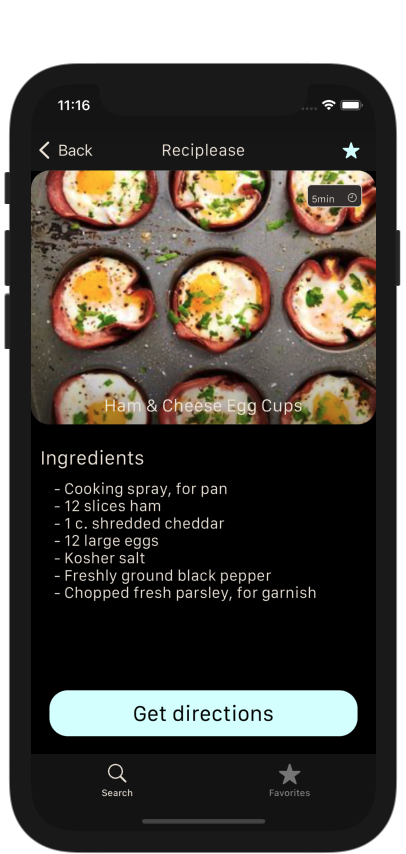 11:16
Back
Reciplease
5min
Ham & Cheese Egg Cups
Ingredients
- Cooking spray, for pan
- 12 slices ham
- 1 c. shredded cheddar
- 12 large eggs
- Kosher salt
- Freshly ground black pepper
- Chopped fresh parsley, for garnish
Get directions
Search
Favorites